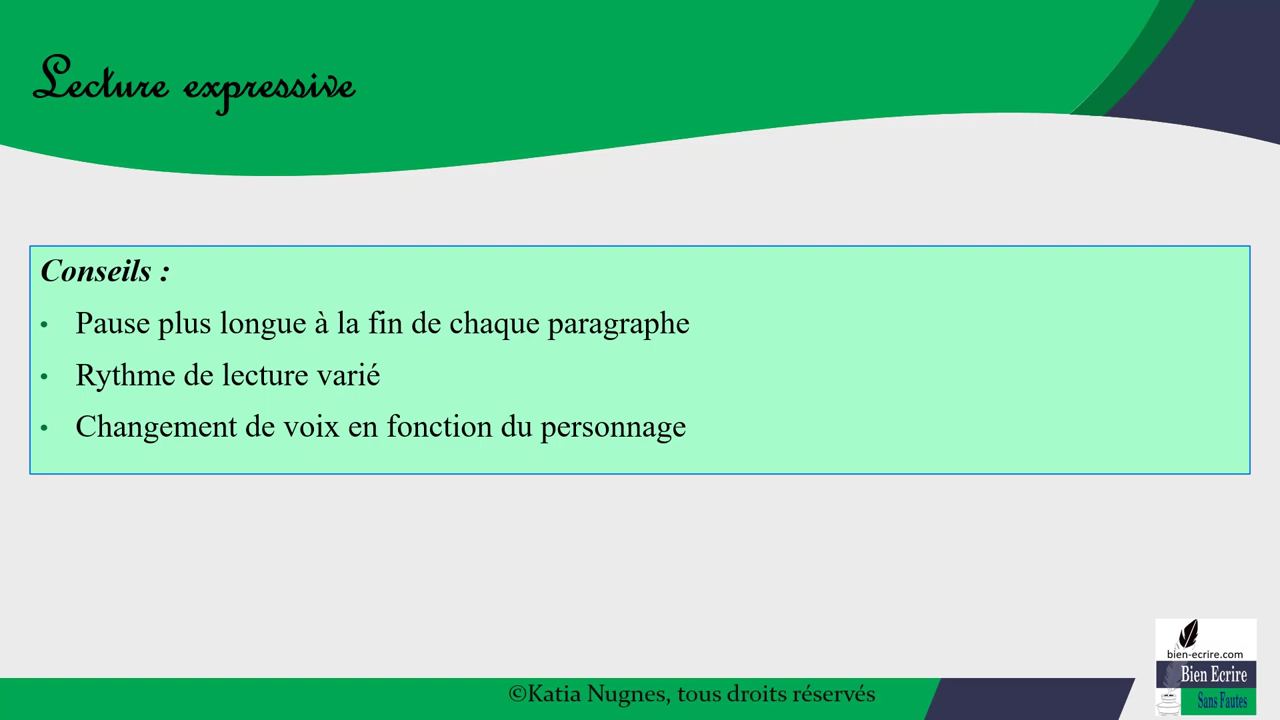 Lecture expressive
Conseils :
• Pause plus longue à la fin de chaque paragraphe
• Rythme de lecture varié
• Changement de voix en fonction du personnage
©Katia Nugnes, tous droits réservés
bien-ecrire.com
Bien Ecrire
Sans Fautes